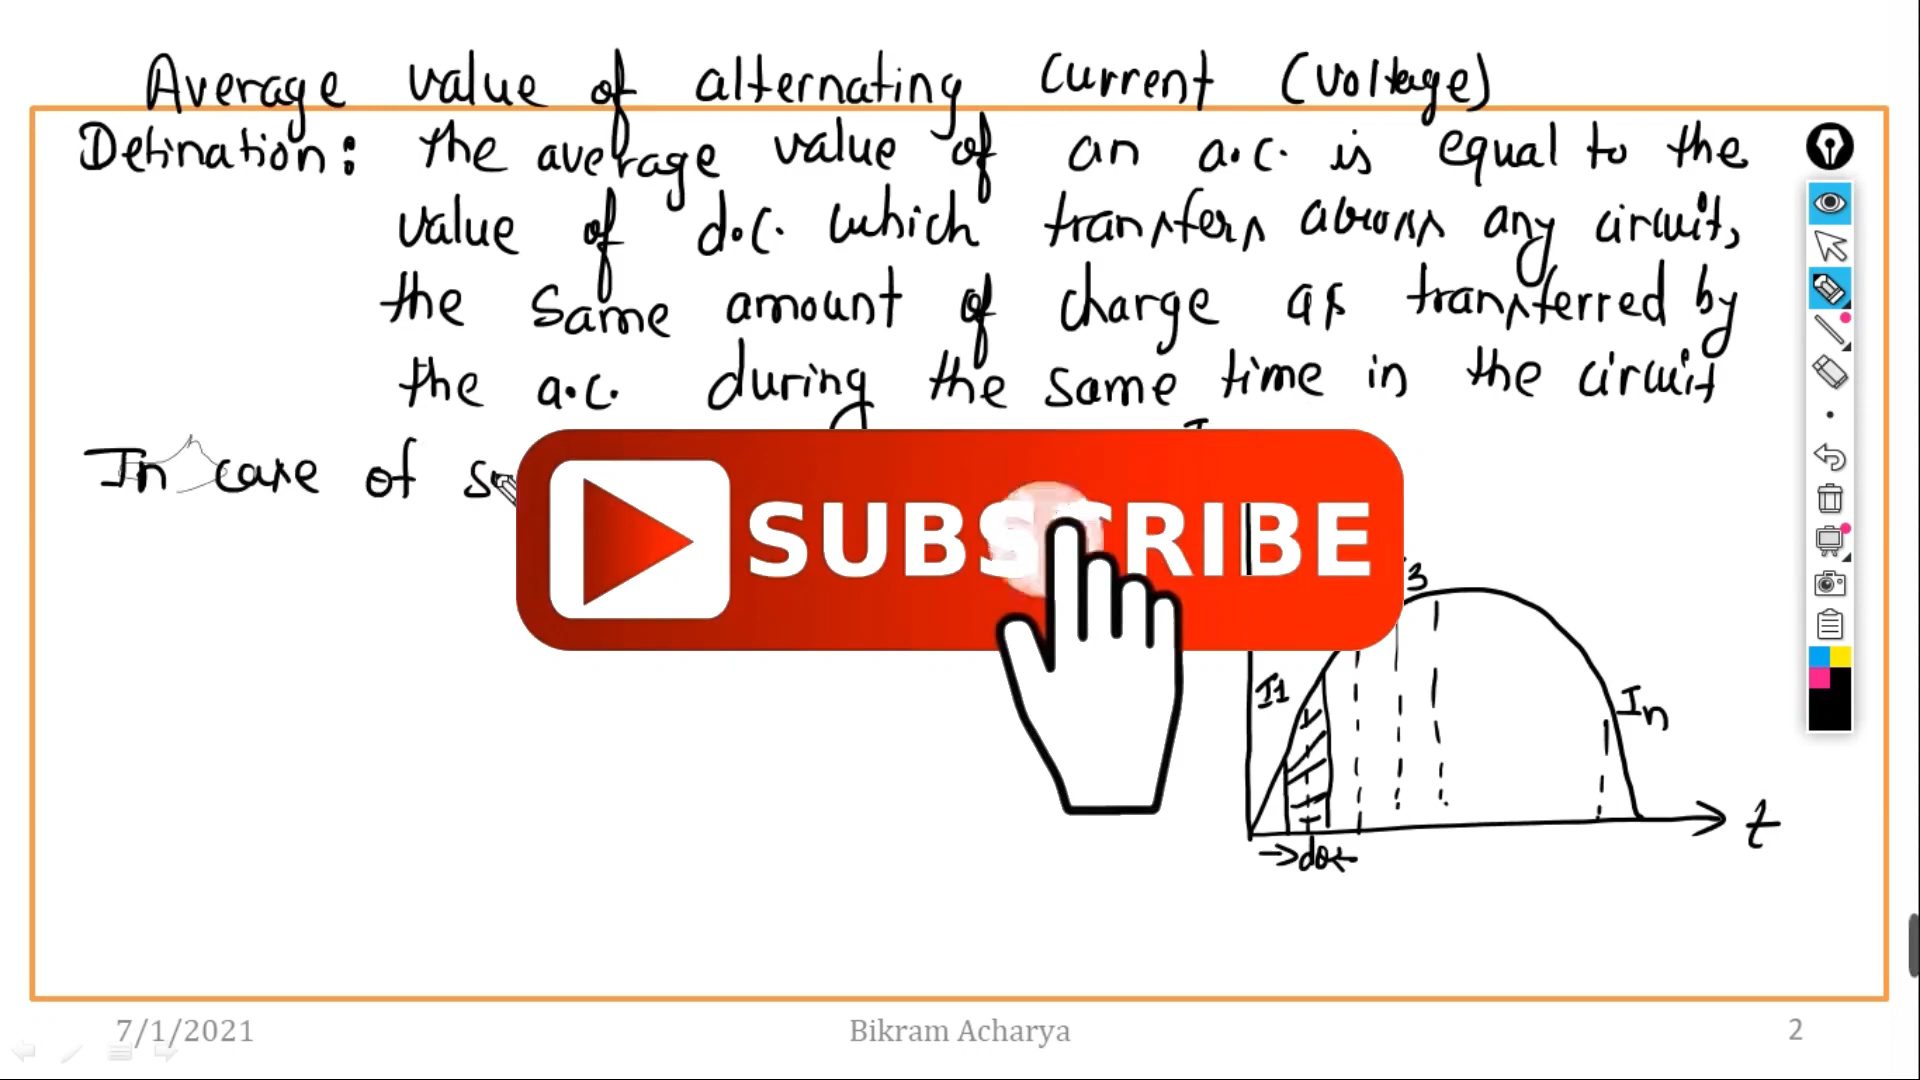 Average value of alternating current (voltage)
Defination: the average value of an a.c. is equal to the
value of d.c. which transfers across any circuit,
the same amount of charge as transferred by
the a.c. during the same time in the circuit
In case of s
SUBSCRIBE
3
I1
In
t
dθ
7/1/2021
Bikram Acharya
2